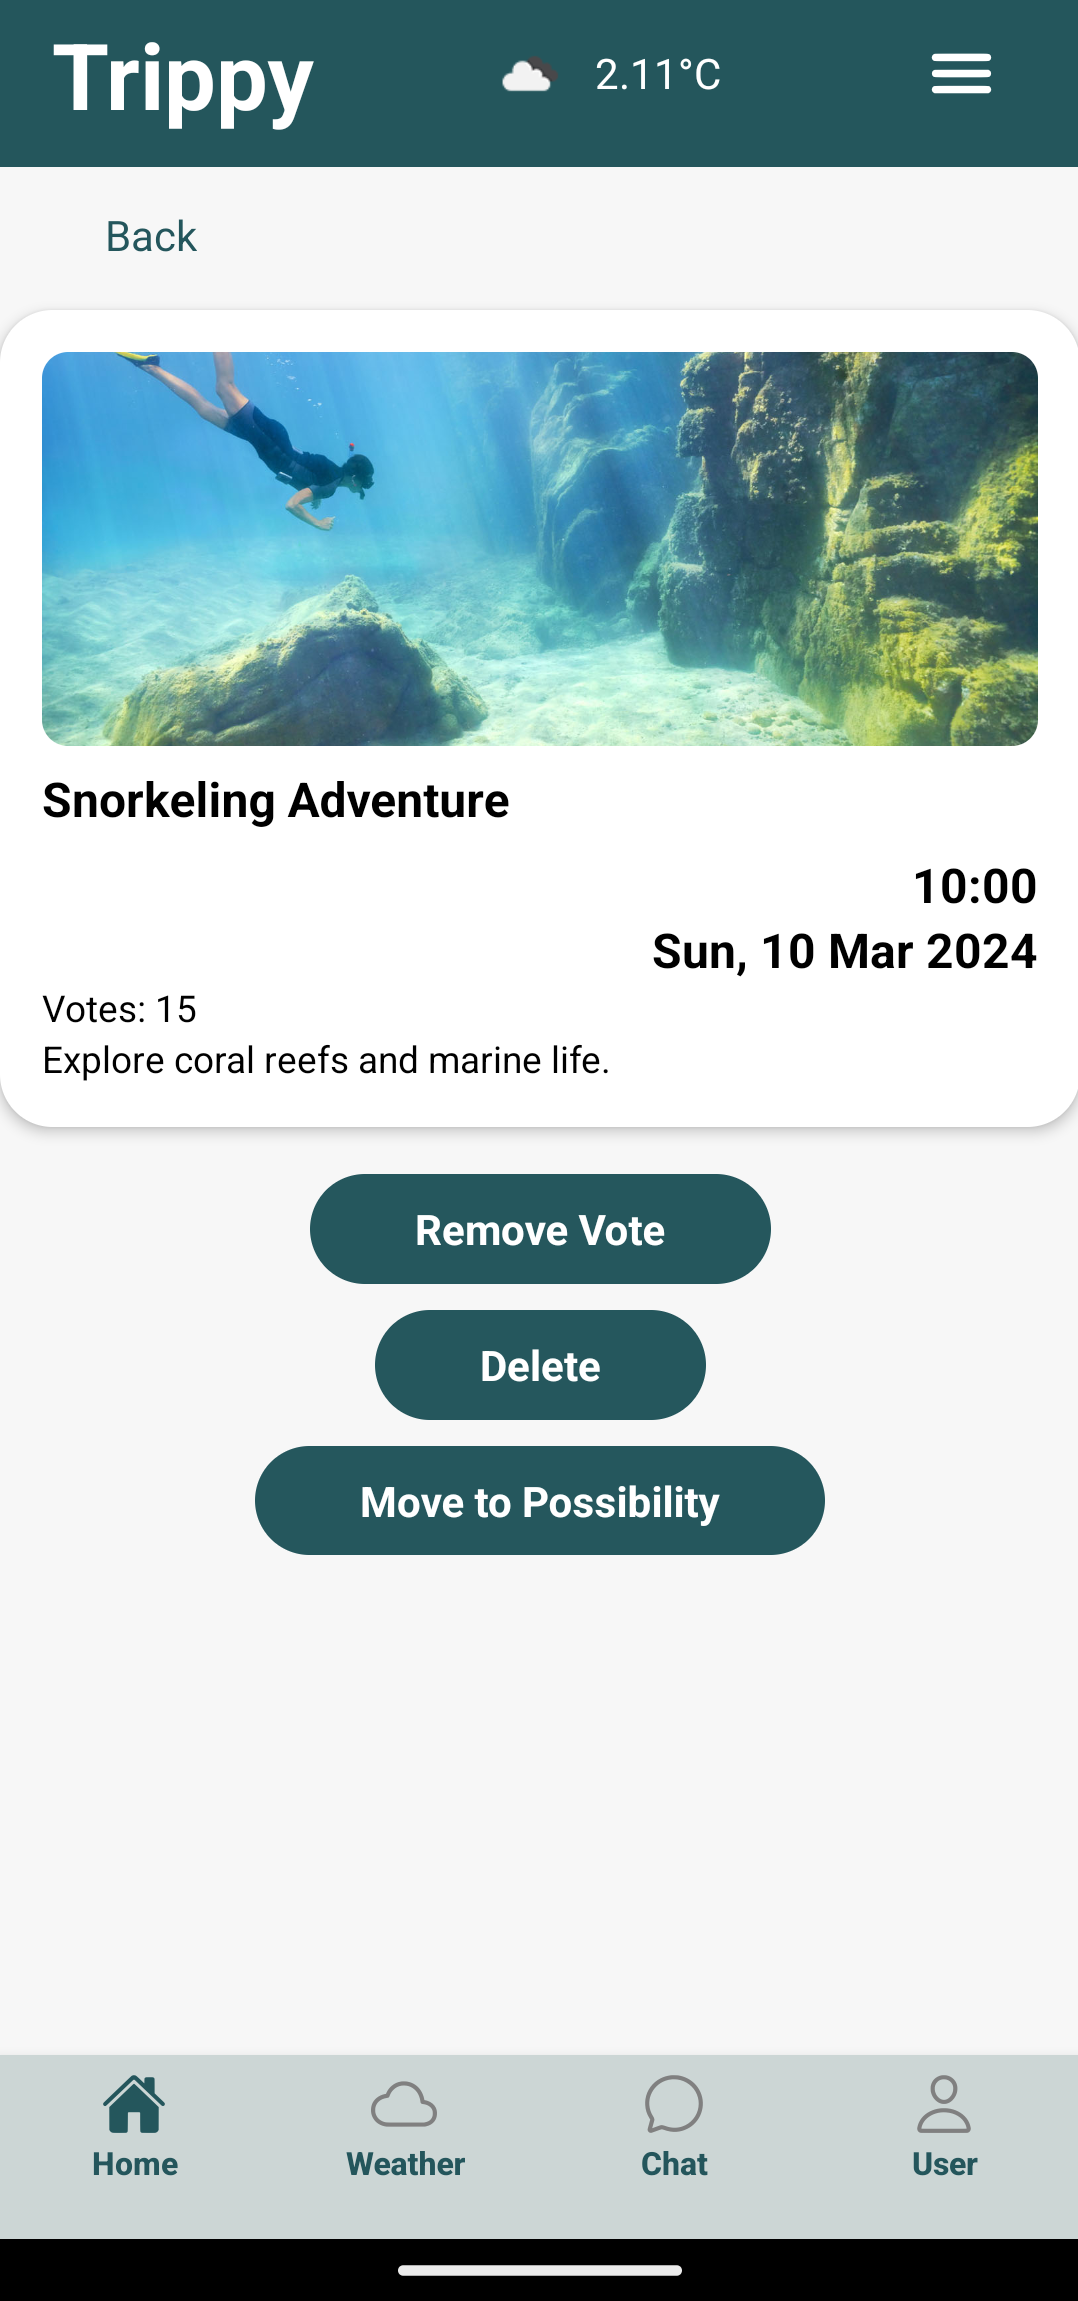 Trippy
2.11°C
Back
Snorkeling Adventure
10:00
Sun, 10 Mar 2024
Votes: 15
Explore coral reefs and marine life.
Remove Vote
Delete
Move to Possibility
Home
Weather
Chat
User